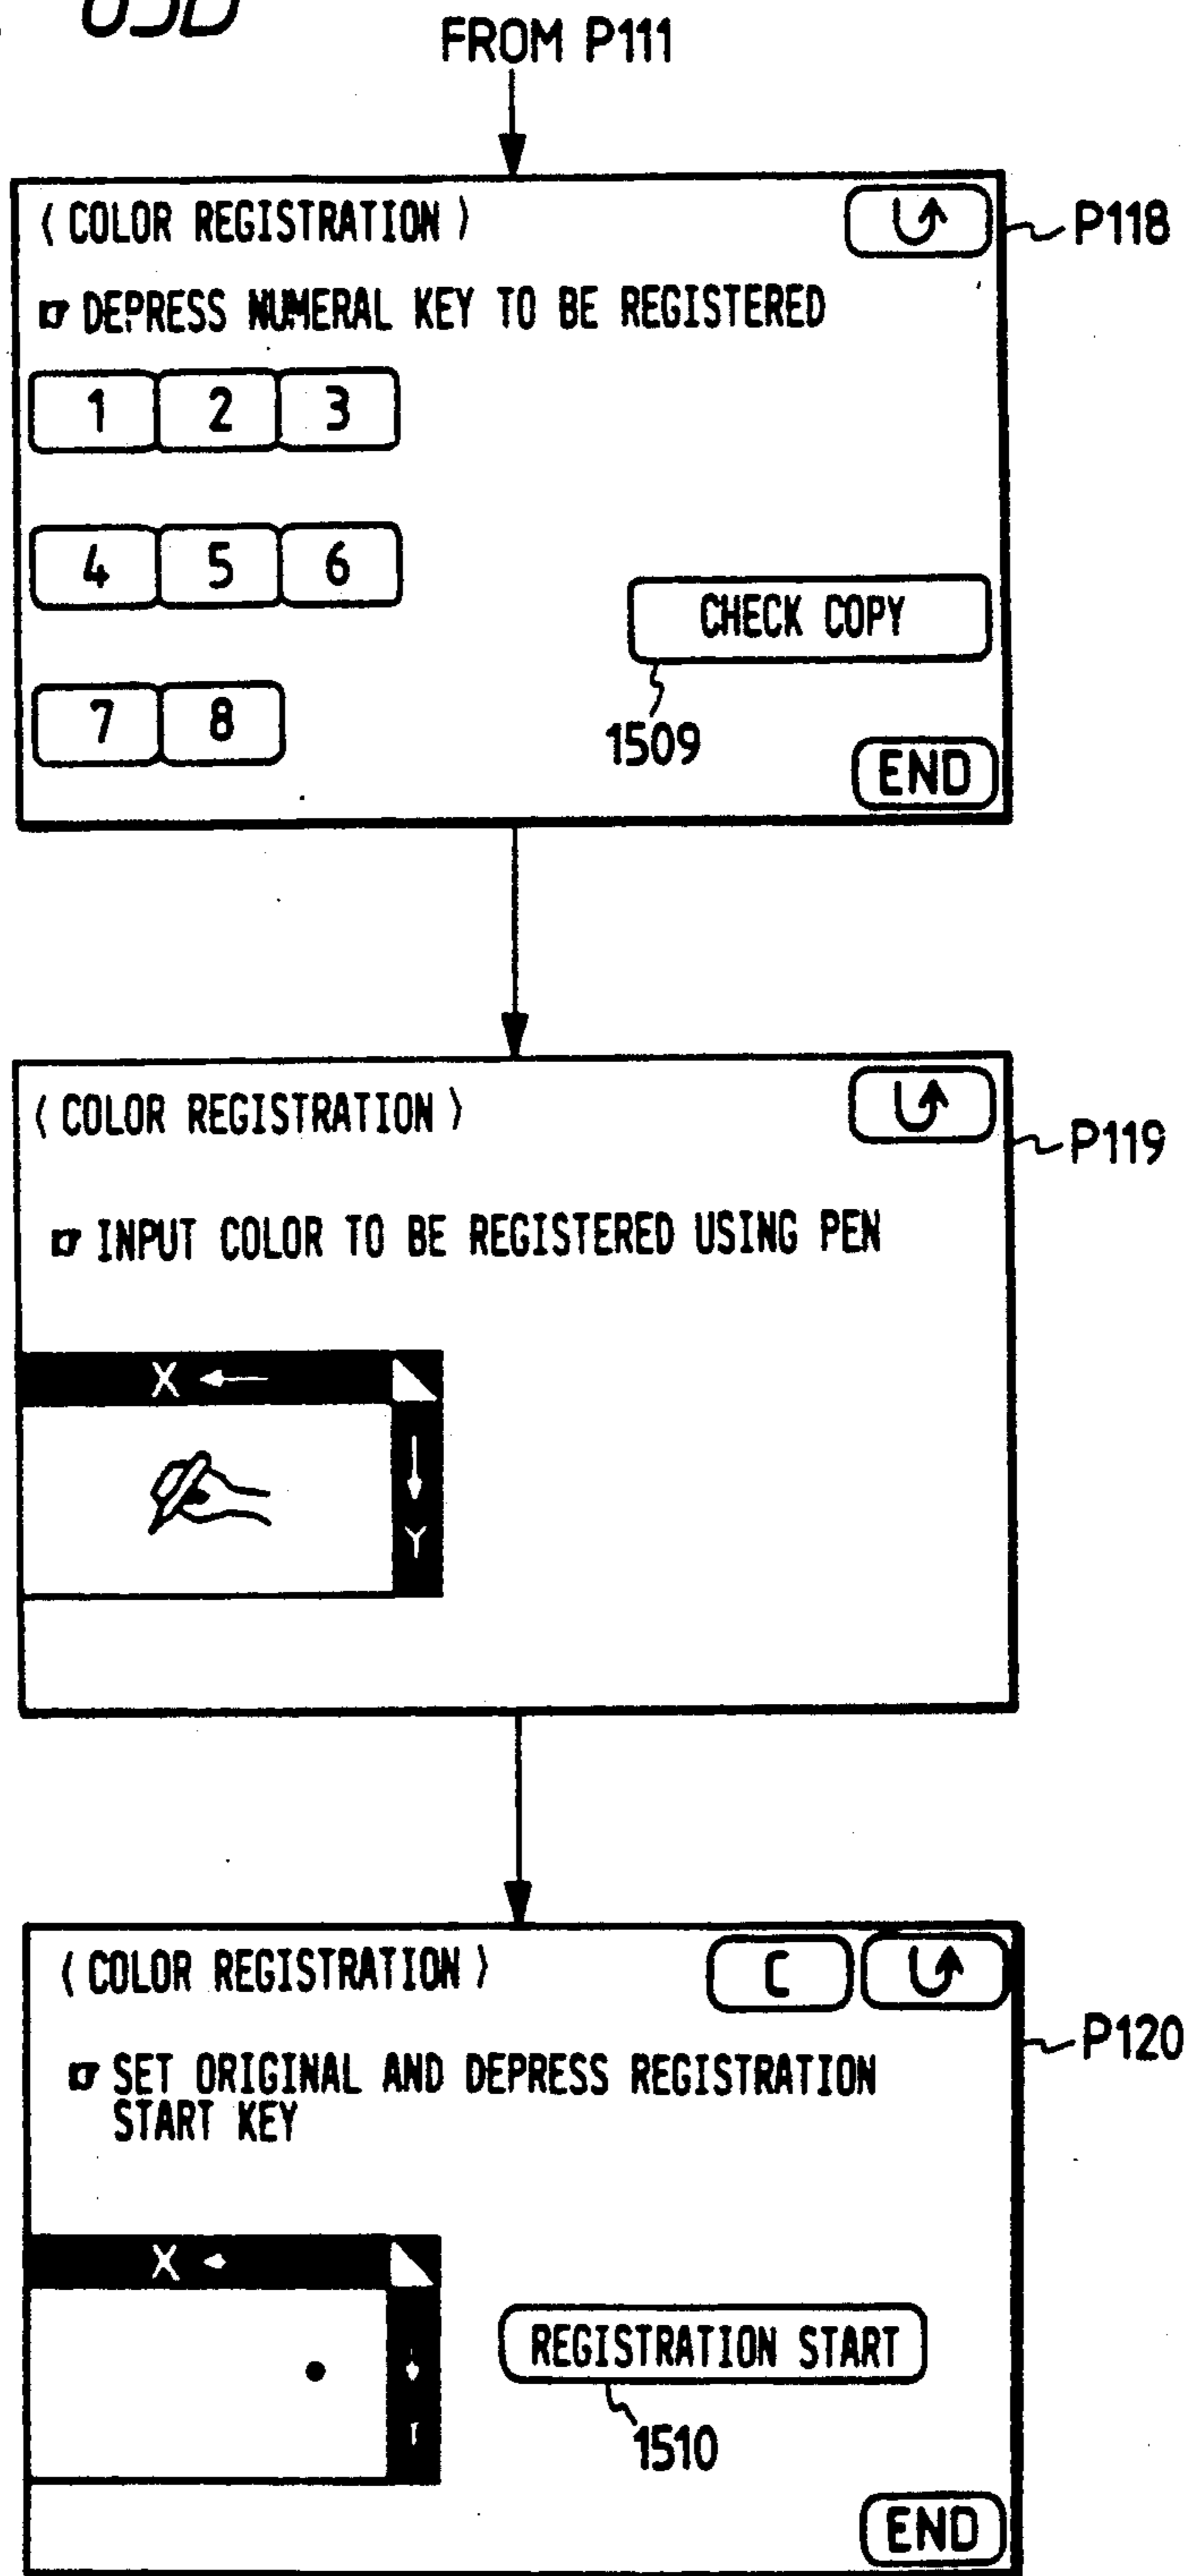 FROM P111
⟨ COLOR REGISTRATION ⟩
P118
☞ DEPRESS NUMERAL KEY TO BE REGISTERED
1 2 3
4 5 6
CHECK COPY
7 8
1509
END
⟨ COLOR REGISTRATION ⟩
P119
☞ INPUT COLOR TO BE REGISTERED USING PEN
X ←
↓
Y
⟨ COLOR REGISTRATION ⟩
C
P120
☞ SET ORIGINAL AND DEPRESS REGISTRATION
START KEY
X
REGISTRATION START
1510
END